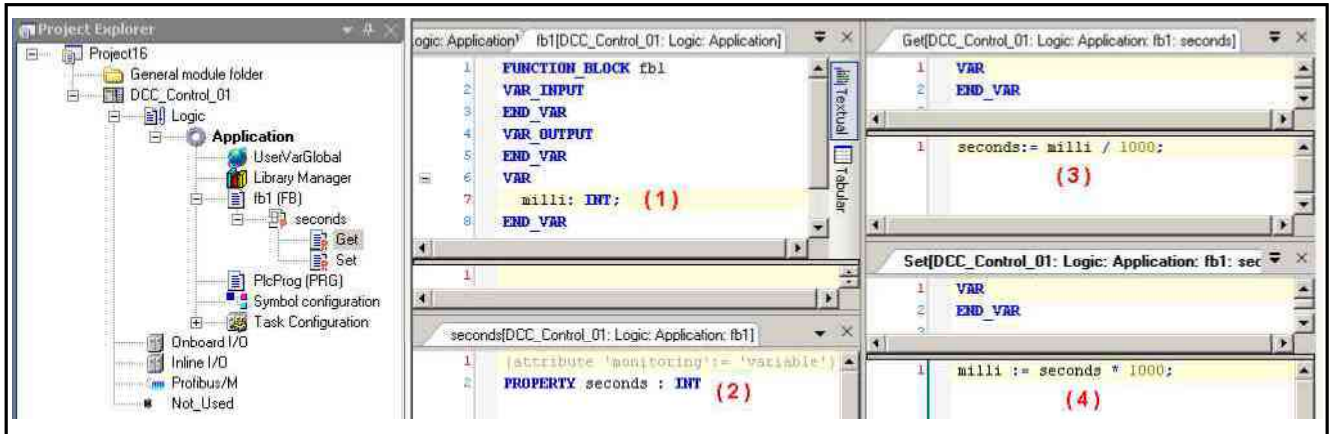 Project Explorer
Project16
General module folder
DCC_Control_01
Logic
Application
UserVarGlobal
Library Manager
fb1 (FB)
seconds
Get
Set
PlcProg (PRG)
Symbol configuration
Task Configuration
Onboard I/O
Inline I/O
Profibus/M
Not_Used
ogic: Application] fb1[DCC_Control_01: Logic: Application]
1 FUNCTION_BLOCK fb1
2 VAR_INPUT
3 END_VAR
4 VAR_OUTPUT
5 END_VAR
6 VAR
7 milli: INT; (1)
8 END_VAR
Textual
Tabular
1
seconds[DCC_Control_01: Logic: Application: fb1]
1 {attribute 'monitoring':= 'variable'}
2 PROPERTY seconds : INT
(2)
Get[DCC_Control_01: Logic: Application: fb1: seconds]
1 VAR
2 END_VAR
1 seconds:= milli / 1000;
(3)
Set[DCC_Control_01: Logic: Application: fb1: sec
1 VAR
2 END_VAR
1 milli := seconds * 1000;
(4)